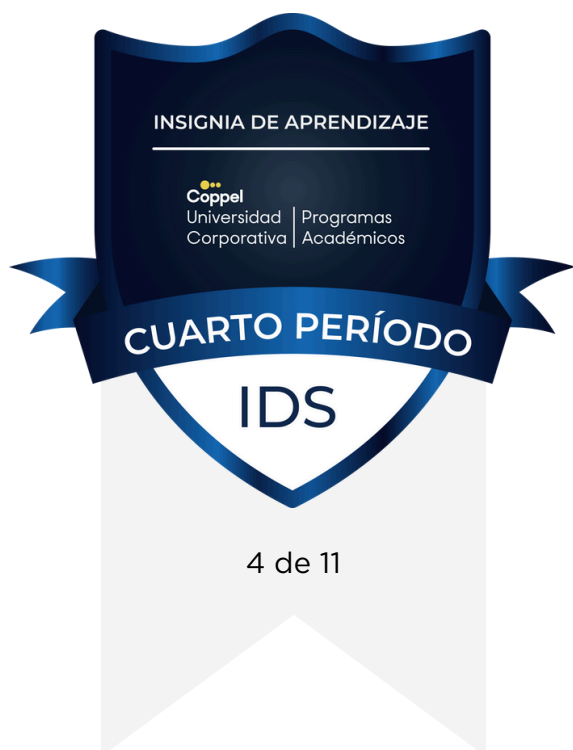 INSIGNIA DE APRENDIZAJE
Coppel
Universidad | Programas
Corporativa | Académicos
CUARTO PERÍODO
IDS
4 de 11